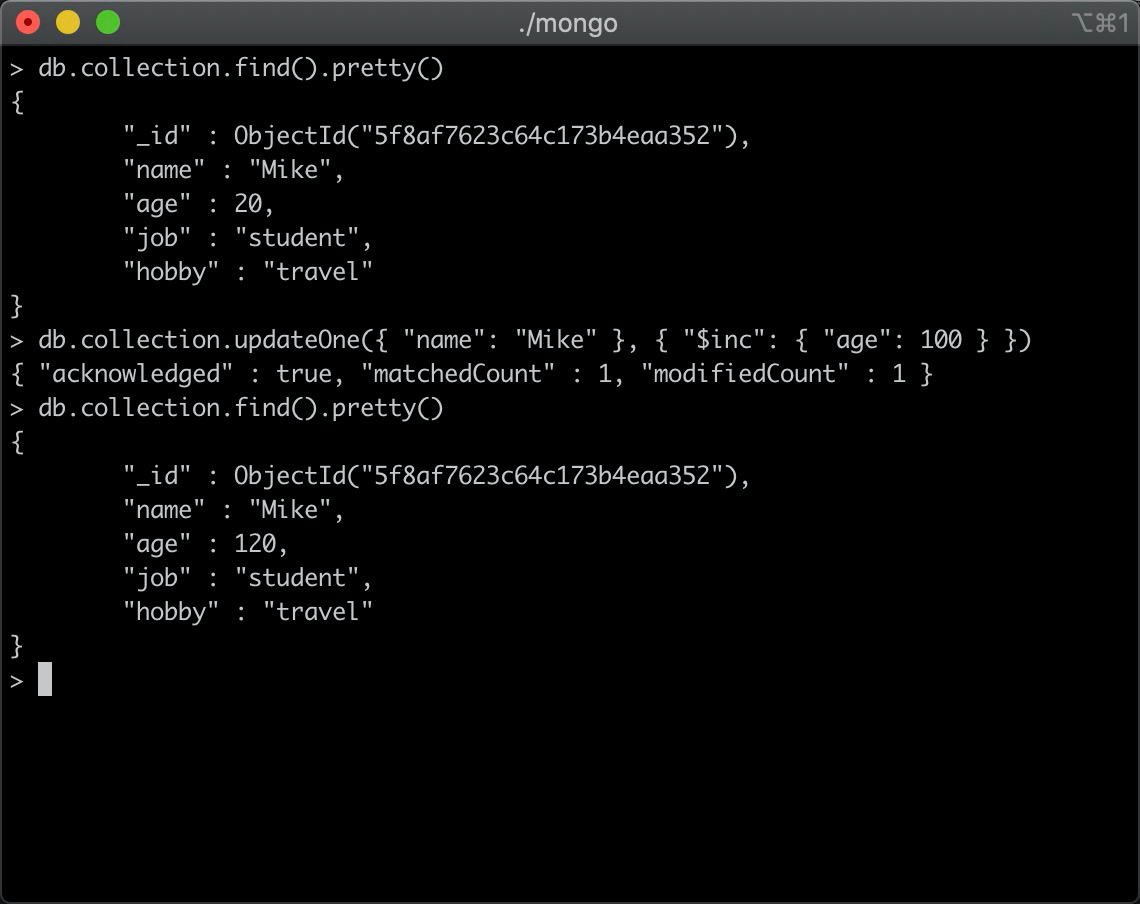 ./mongo
⌥⌘1
> db.collection.find().pretty()
{
        "_id" : ObjectId("5f8af7623c64c173b4eaa352"),
        "name" : "Mike",
        "age" : 20,
        "job" : "student",
        "hobby" : "travel"
}
> db.collection.updateOne({ "name": "Mike" }, { "$inc": { "age": 100 } })
{ "acknowledged" : true, "matchedCount" : 1, "modifiedCount" : 1 }
> db.collection.find().pretty()
{
        "_id" : ObjectId("5f8af7623c64c173b4eaa352"),
        "name" : "Mike",
        "age" : 120,
        "job" : "student",
        "hobby" : "travel"
}
>